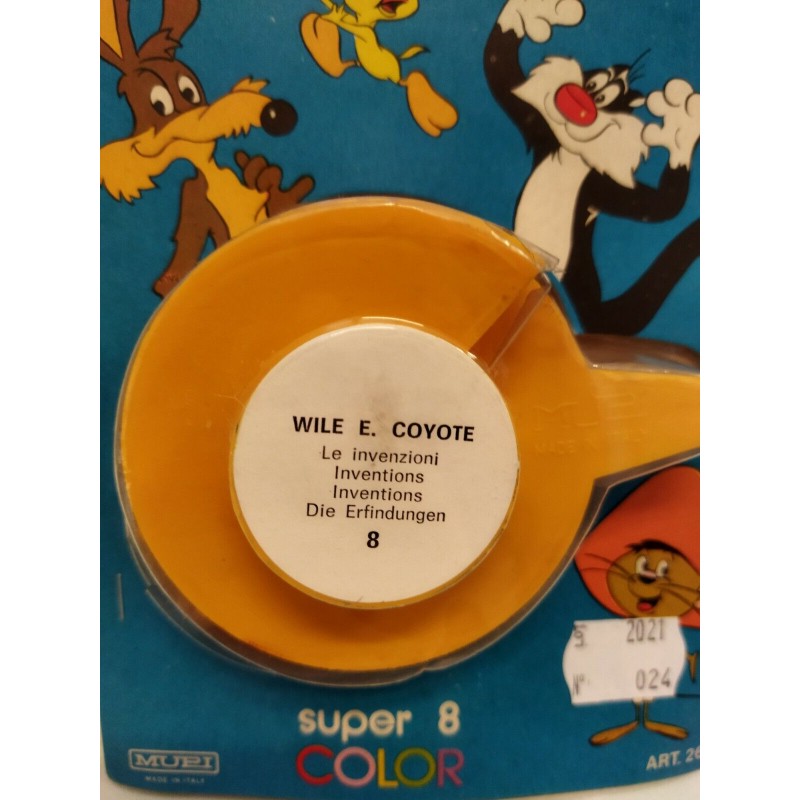 WILE E. COYOTE
Le invenzioni
Inventions
Inventions
Die Erfindungen
8
2021
N° 024
super 8
COLOR
MUPI
MADE IN ITALY
ART. 26